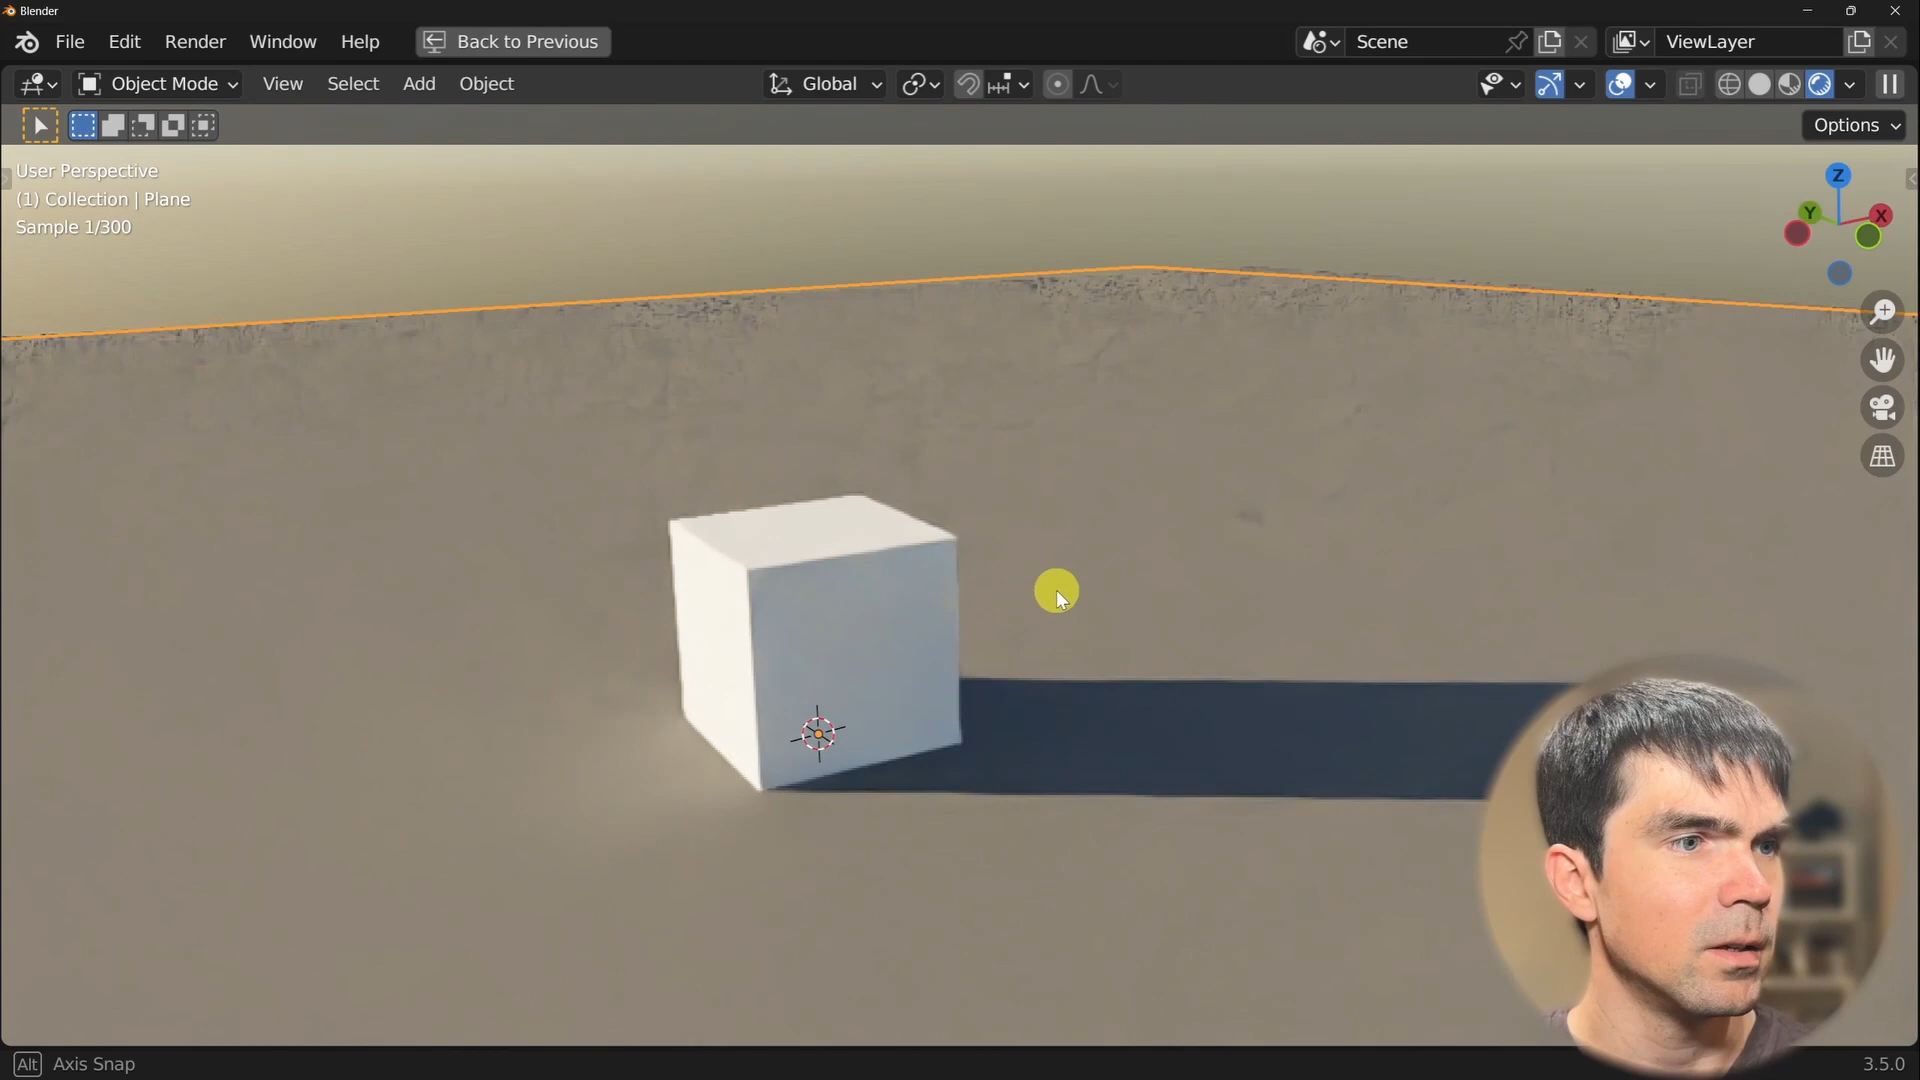 Blender
File Edit Render Window Help Back to Previous Scene ViewLayer
Object Mode View Select Add Object Global
Options
User Perspective
(1) Collection | Plane
Sample 1/300
Z
Y X
Alt Axis Snap 3.5.0